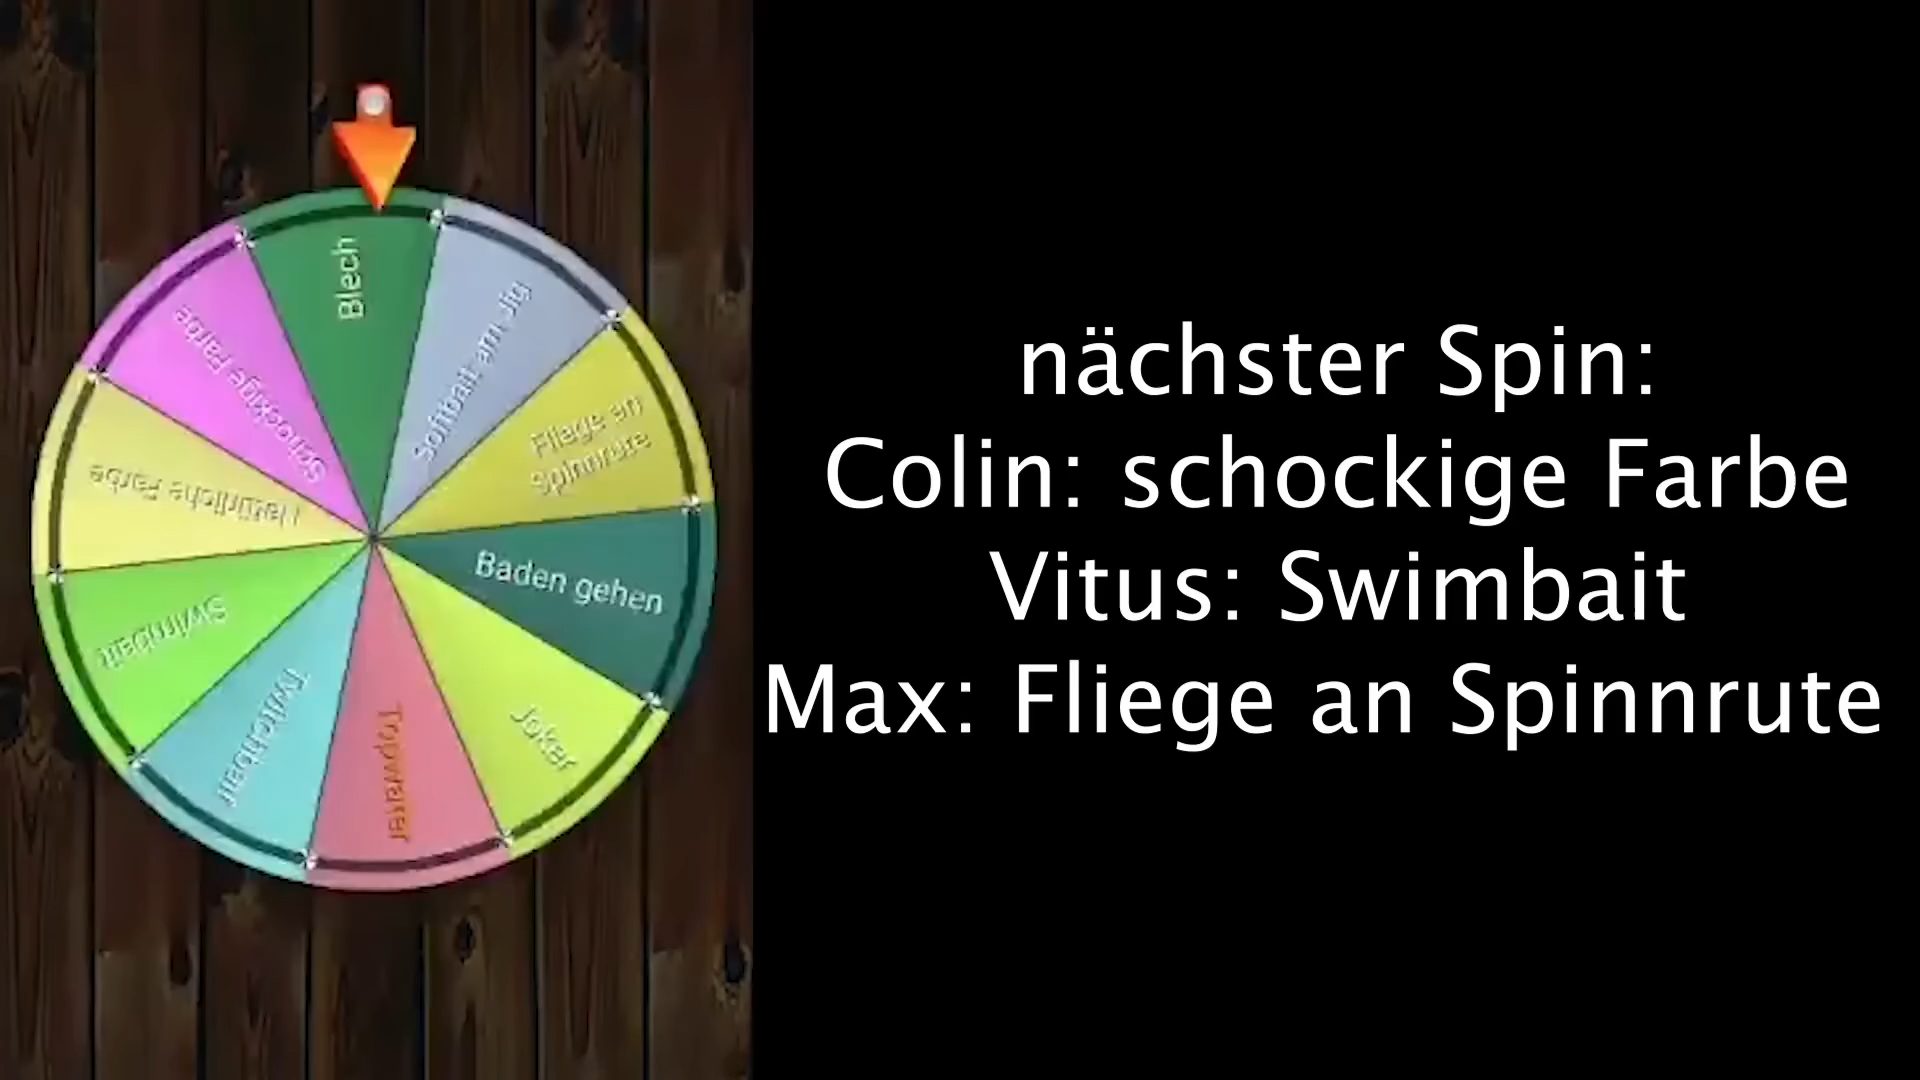 Blech
Softbait am Jig
Fliege an
Spinnrute
Baden gehen
Joker
Topwater
Twitchbait
Swimbait
Natürliche Farbe
Schockige Farbe
nächster Spin:
Colin: schockige Farbe
Vitus: Swimbait
Max: Fliege an Spinnrute